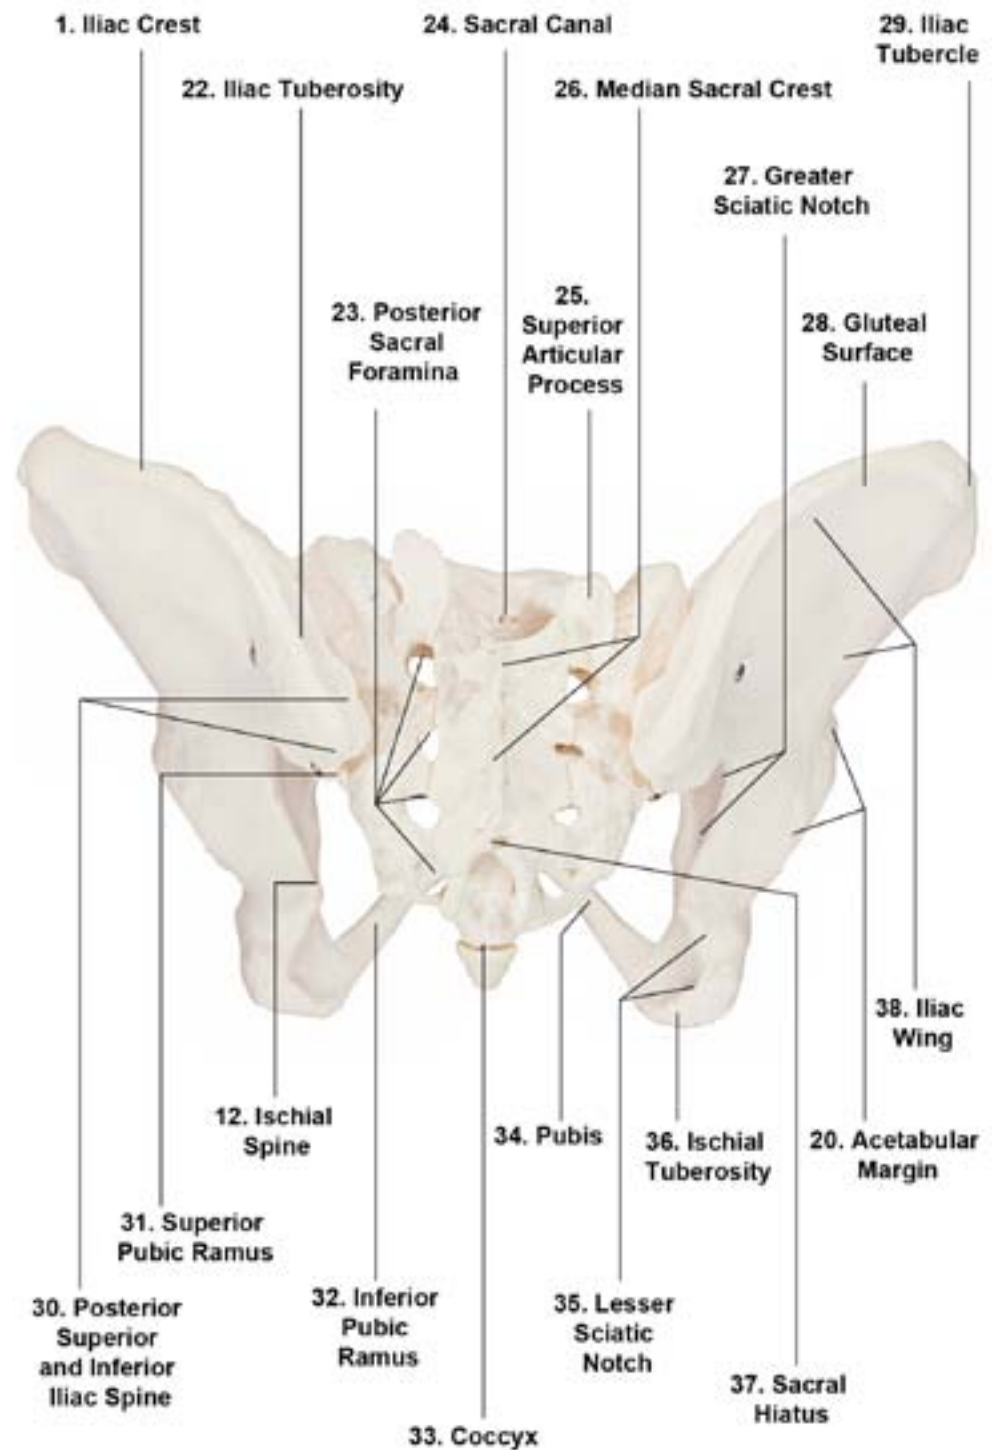 1. Iliac Crest
24. Sacral Canal
29. Iliac
Tubercle
22. Iliac Tuberosity
26. Median Sacral Crest
27. Greater
Sciatic Notch
23. Posterior
Sacral
Foramina
25.
Superior
Articular
Process
28. Gluteal
Surface
38. Iliac
Wing
12. Ischial
Spine
34. Pubis
36. Ischial
Tuberosity
20. Acetabular
Margin
31. Superior
Pubic Ramus
30. Posterior
Superior
and Inferior
Iliac Spine
32. Inferior
Pubic
Ramus
35. Lesser
Sciatic
Notch
37. Sacral
Hiatus
33. Coccyx